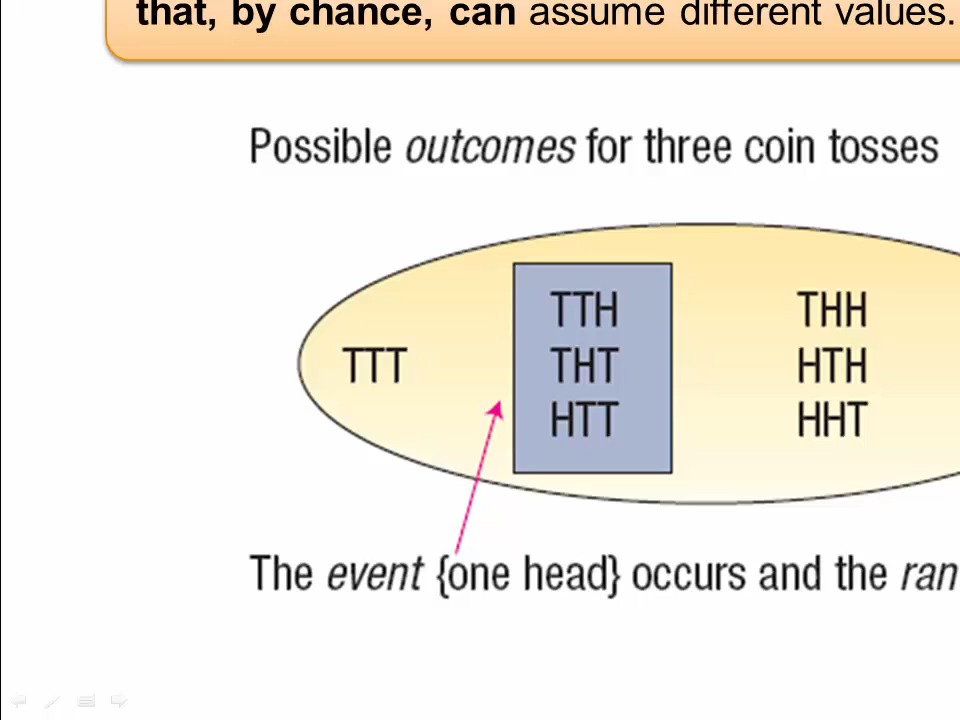 that, by chance, can assume different values.
Possible outcomes for three coin tosses
TTT
TTH
THT
HTT
THH
HTH
HHT
The event {one head} occurs and the ran